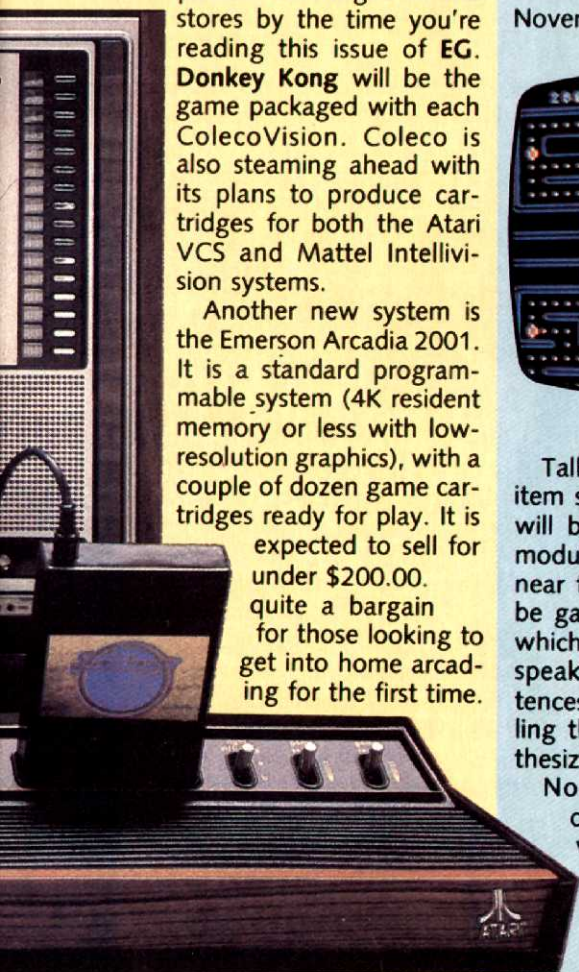 stores by the time you're
reading this issue of EG.
Donkey Kong will be the
game packaged with each
ColecoVision. Coleco is
also steaming ahead with
its plans to produce car-
tridges for both the Atari
VCS and Mattel Intellivi-
sion systems.
Another new system is
the Emerson Arcadia 2001.
It is a standard program-
mable system (4K resident
memory or less with low-
resolution graphics), with a
couple of dozen game car-
tridges ready for play. It is
expected to sell for
under $200.00.
quite a bargain
for those looking to
get into home arcad-
ing for the first time.
ATARI
Novem
Tall
item s
will b
modu
near
be ga
which
speak
tences
ling th
thesiz
No